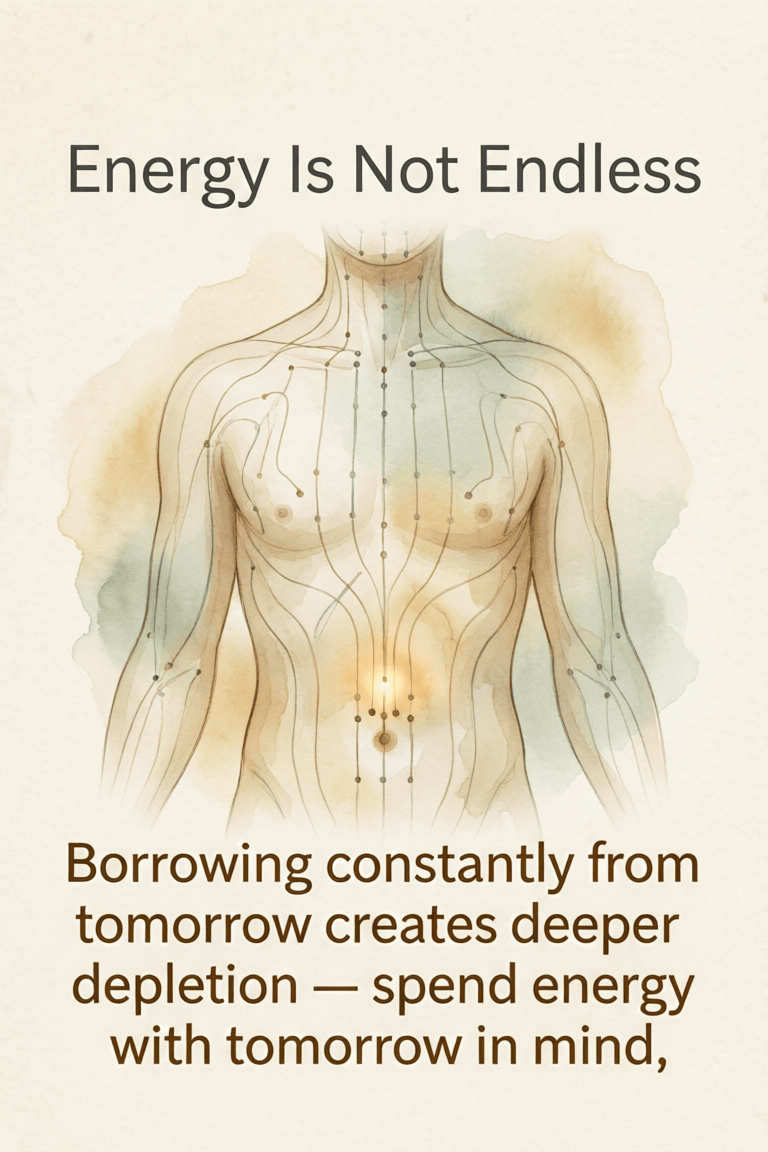 Energy Is Not Endless
Borrowing constantly from
tomorrow creates deeper
depletion — spend energy
with tomorrow in mind,